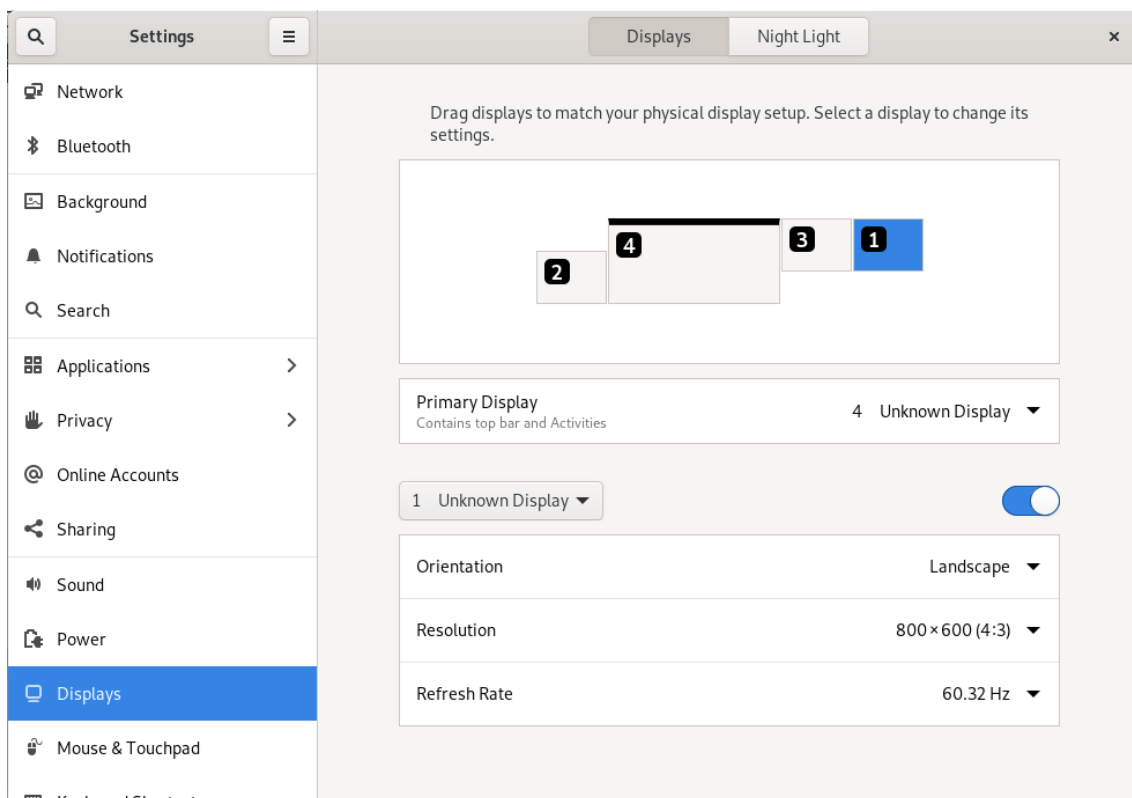 Settings
Displays
Night Light
Network
Bluetooth
Background
Notifications
Search
Applications
Privacy
Online Accounts
Sharing
Sound
Power
Displays
Mouse & Touchpad
Drag displays to match your physical display setup. Select a display to change its
settings.
2
4
3
1
Primary Display
Contains top bar and Activities
4 Unknown Display
1 Unknown Display
Orientation
Landscape
Resolution
800×600 (4:3)
Refresh Rate
60.32 Hz